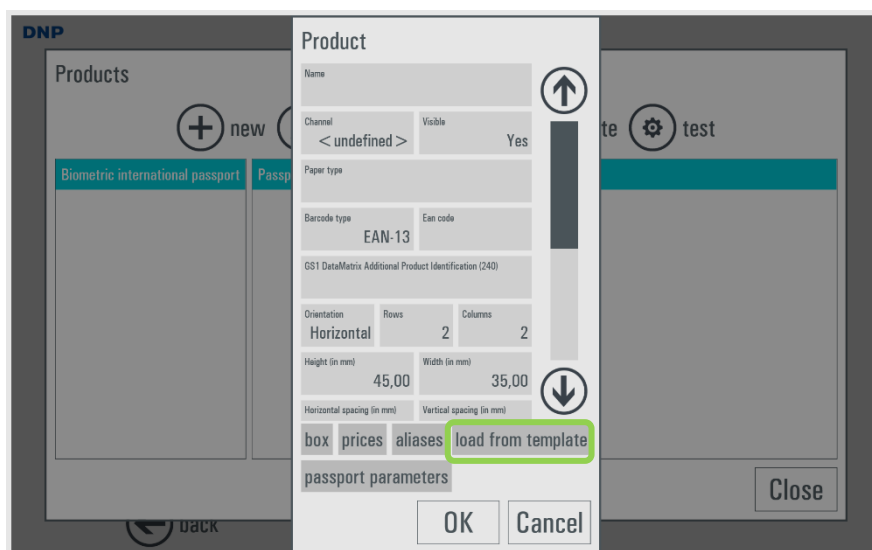 DNP
Product
Products
Name
new
te
test
Channel
< undefined >
Visible
Yes
Biometric international passport
Passp
Paper type
Barcode type
EAN-13
Ean code
GS1 DataMatrix Additional Product Identification (240)
Orientation
Horizontal
Rows
2
Columns
2
Height (in mm)
45,00
Width (in mm)
35,00
Horizontal spacing (in mm)
Vertical spacing (in mm)
box prices aliases load from template
passport parameters
Close
OK
Cancel
back